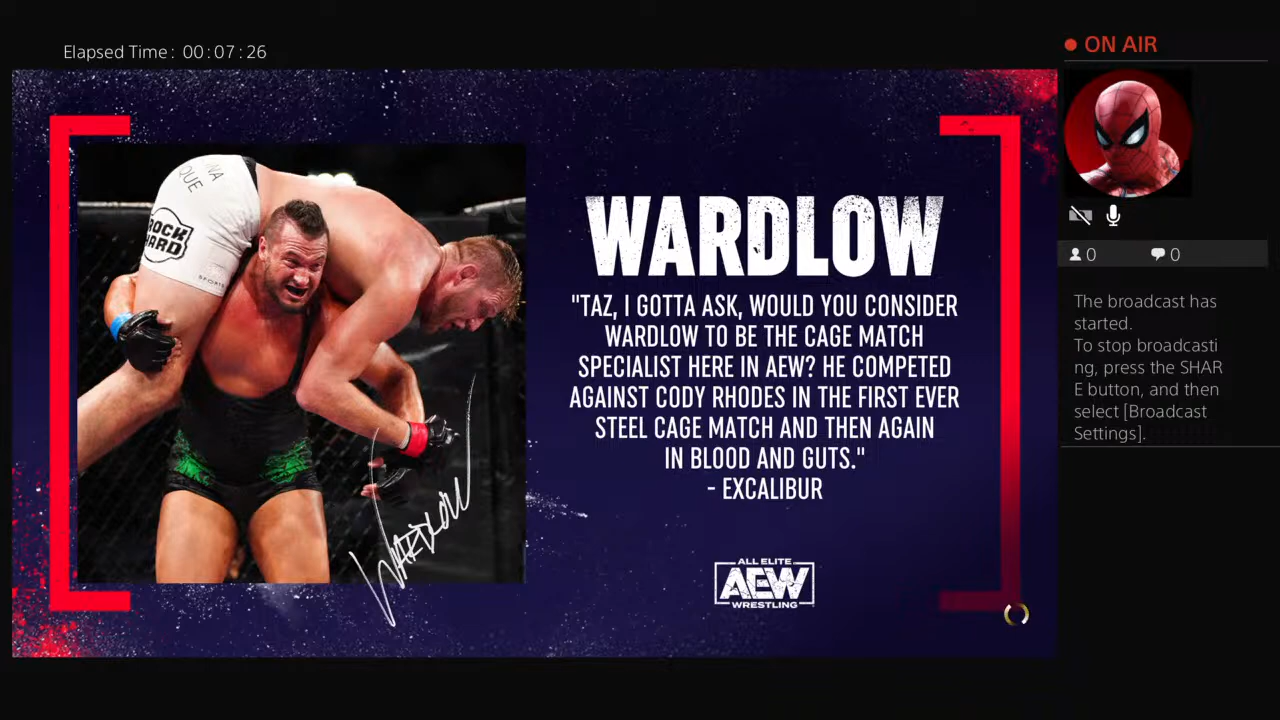 Elapsed Time: 00:07:26
ON AIR
WA
QUE
ROCK
HARD
SPORTS
WARDLOW
"TAZ, I GOTTA ASK, WOULD YOU CONSIDER
WARDLOW TO BE THE CAGE MATCH
SPECIALIST HERE IN AEW? HE COMPETED
AGAINST CODY RHODES IN THE FIRST EVER
STEEL CAGE MATCH AND THEN AGAIN
IN BLOOD AND GUTS."
- EXCALIBUR
WARDLOW
ALL ELITE
AEW
WRESTLING
0 0
The broadcast has
started.
To stop broadcasti
ng, press the SHAR
E button, and then
select [Broadcast
Settings].